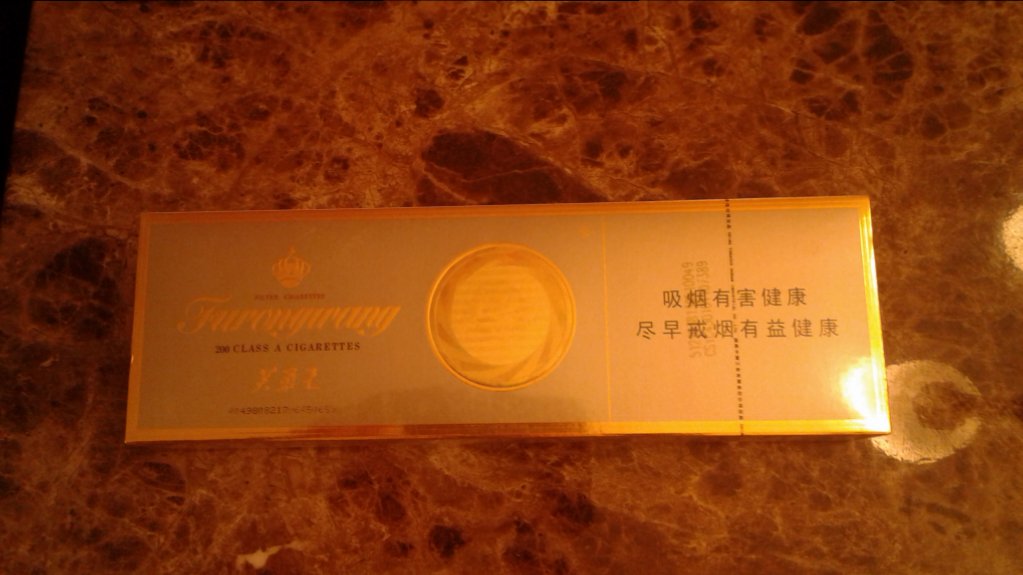 FILTER CIGARETTES
Furongwang
200 CLASS A CIGARETTES
芙蓉王
吸烟有害健康
尽早戒烟有益健康